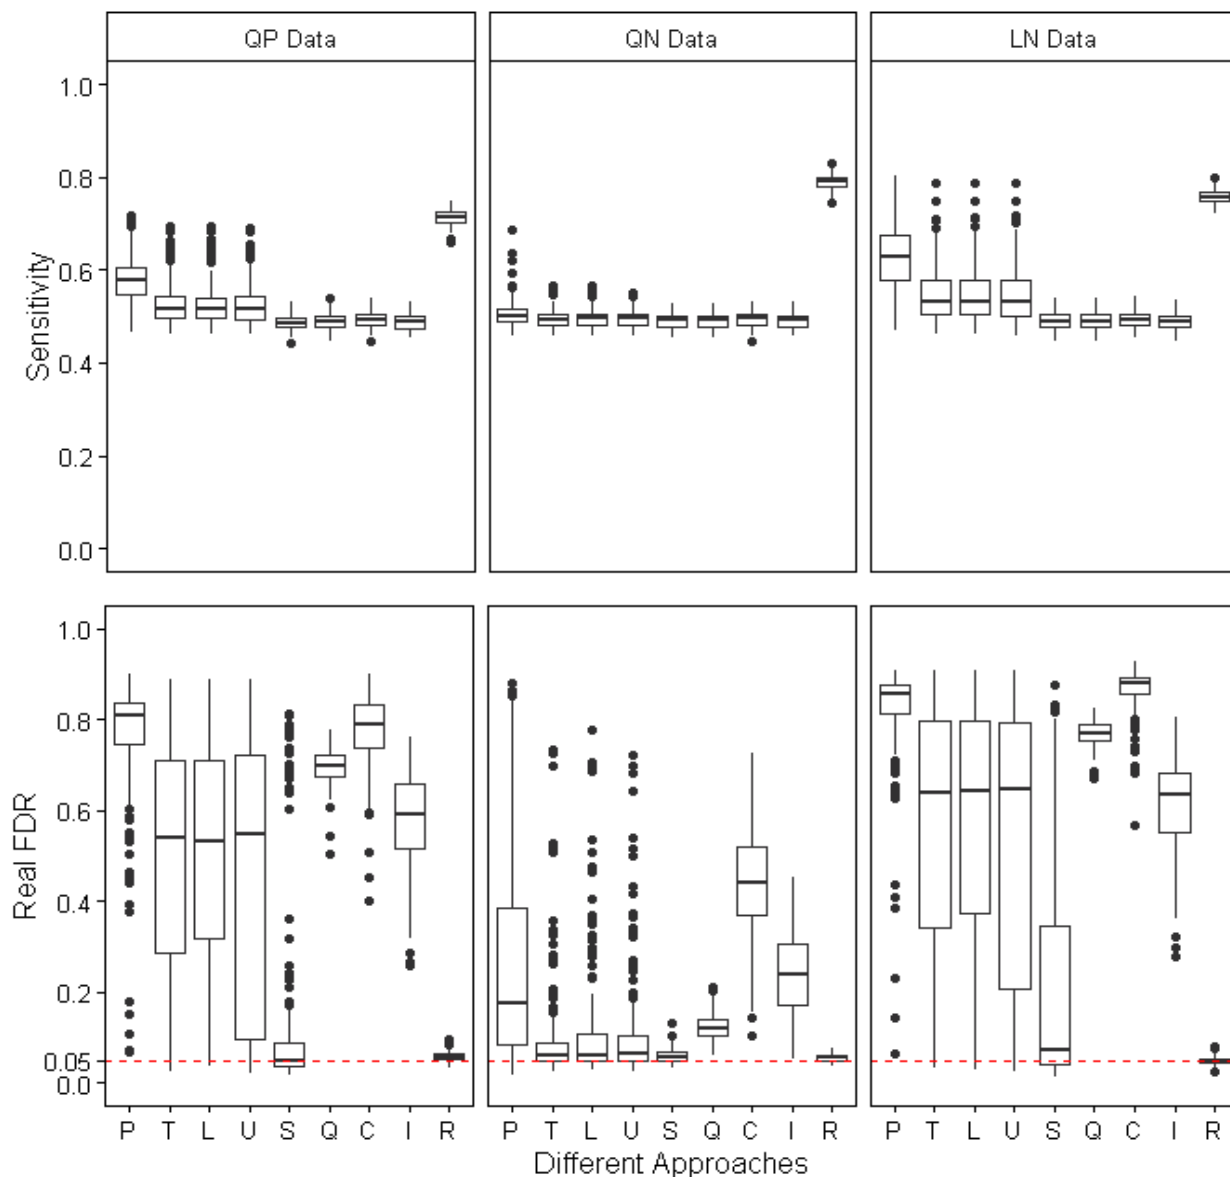 QP Data QN Data LN Data
1.0
0.8
0.6
0.4
0.2
0.0
Sensitivity
1.0
0.8
0.6
0.4
0.2
0.05
0.0
Real FDR
P T L U S Q C I R P T L U S Q C I R P T L U S Q C I R
Different Approaches